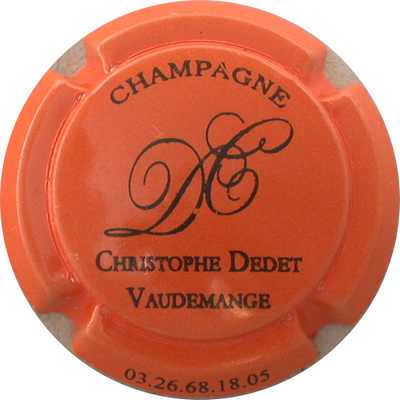 CHAMPAGNE
DC
CHRISTOPHE DEDET
VAUDEMANGE
03.26.68.18.05